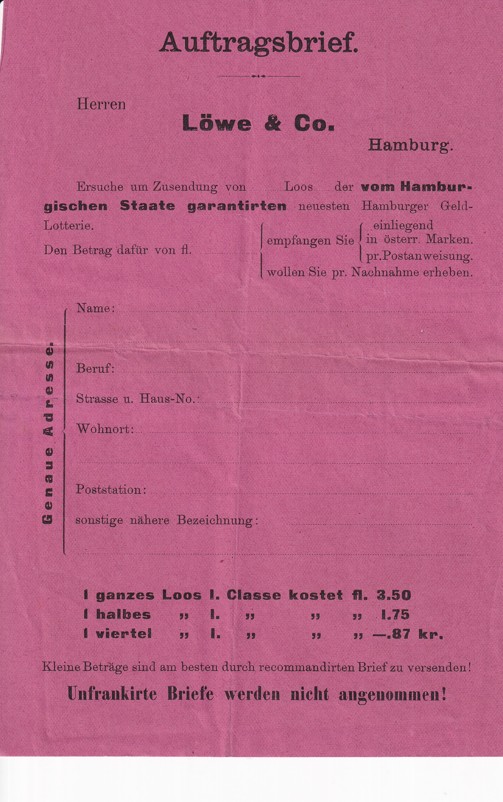 Auftragsbrief.
Herren
Löwe & Co.
Hamburg.
Ersuche um Zusendung von Loos der vom Hambur-
gischen Staate garantirten neuesten Hamburger Geld-
Lotterie.
Den Betrag dafür von fl.
empfangen Sie
einliegend
in österr. Marken.
pr. Postanweisung.
wollen Sie pr. Nachnahme erheben.
Genaue Adresse.
Name:
Beruf:
Strasse u. Haus-No.
Wohnort:
Poststation:
sonstige nähere Bezeichnung:
1 ganzes Loos I. Classe kostet fl. 3.50
1 halbes „ I. „ „ „ 1.75
1 viertel „ I. „ „ „ —.87 kr.
Kleine Beträge sind am besten durch recommandirten Brief zu versenden!
Unfrankirte Briefe werden nicht angenommen!